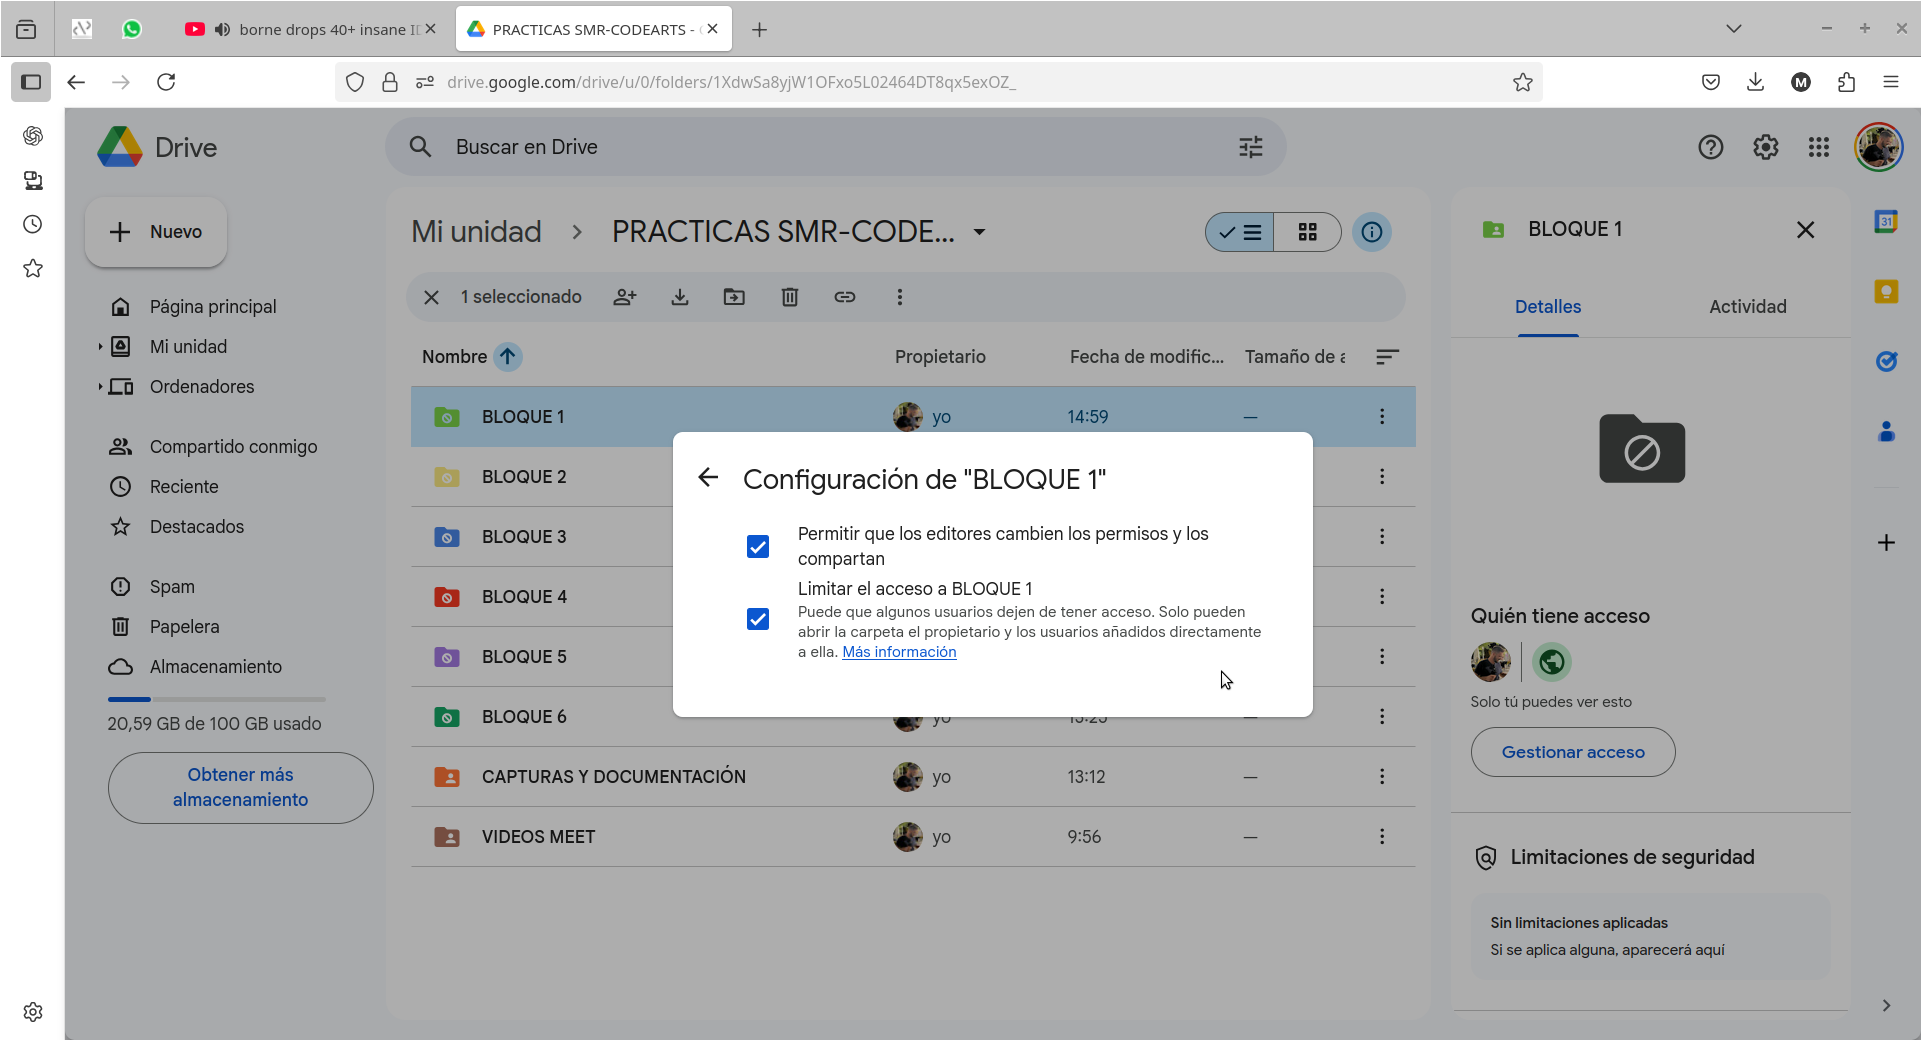 borne drops 40+ insane
PRACTICAS SMR-CODEARTS -
drive.google.com/drive/u/0/folders/1XdwSa8yjW1OFxo5L02464DT8qx5exOZ_
M
Drive
Buscar en Drive
Nuevo
Página principal
Mi unidad
Ordenadores
Compartido conmigo
Reciente
Destacados
Spam
Papelera
Almacenamiento
20,59 GB de 100 GB usado
Obtener más
almacenamiento
Mi unidad
PRACTICAS SMR-CODE...
1 seleccionado
Nombre Propietario Fecha de modific... Tamaño de
BLOQUE 1 yo 14:59 —
BLOQUE 2
BLOQUE 3
BLOQUE 4
BLOQUE 5
BLOQUE 6 yo 15:25 —
CAPTURAS Y DOCUMENTACIÓN yo 13:12 —
VIDEOS MEET yo 9:56 —
Configuración de "BLOQUE 1"
Permitir que los editores cambien los permisos y los
compartan
Limitar el acceso a BLOQUE 1
Puede que algunos usuarios dejen de tener acceso. Solo pueden
abrir la carpeta el propietario y los usuarios añadidos directamente
a ella. Más información
BLOQUE 1
Detalles Actividad
Quién tiene acceso
Solo tú puedes ver esto
Gestionar acceso
Limitaciones de seguridad
Sin limitaciones aplicadas
Si se aplica alguna, aparecerá aquí
31